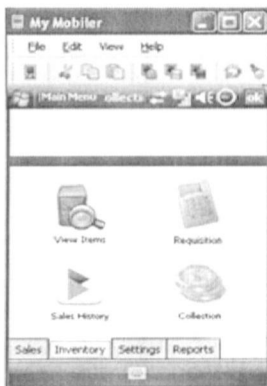 My Mobiler
File Edit View Help
Main Menu ollecti ok
View Items Requisition
Sales History Collection
Sales Inventory Settings Reports